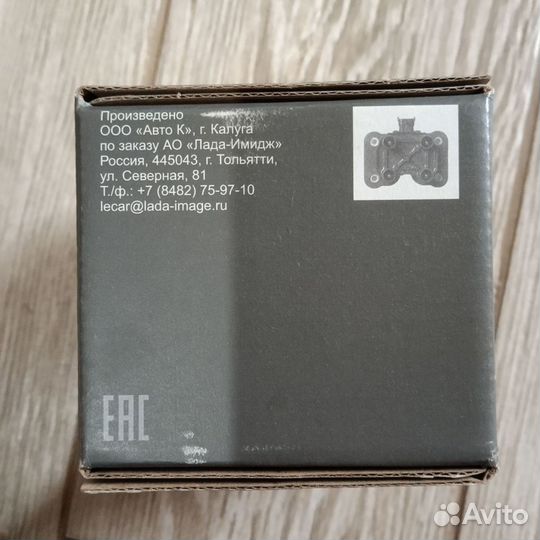 Произведено
ООО «Авто К», г. Калуга
по заказу АО «Лада-Имидж»
Россия, 445043, г. Тольятти,
ул. Северная, 81
Т./ф.: +7 (8482) 75-97-10
lecar@lada-image.ru
EAC
Avito